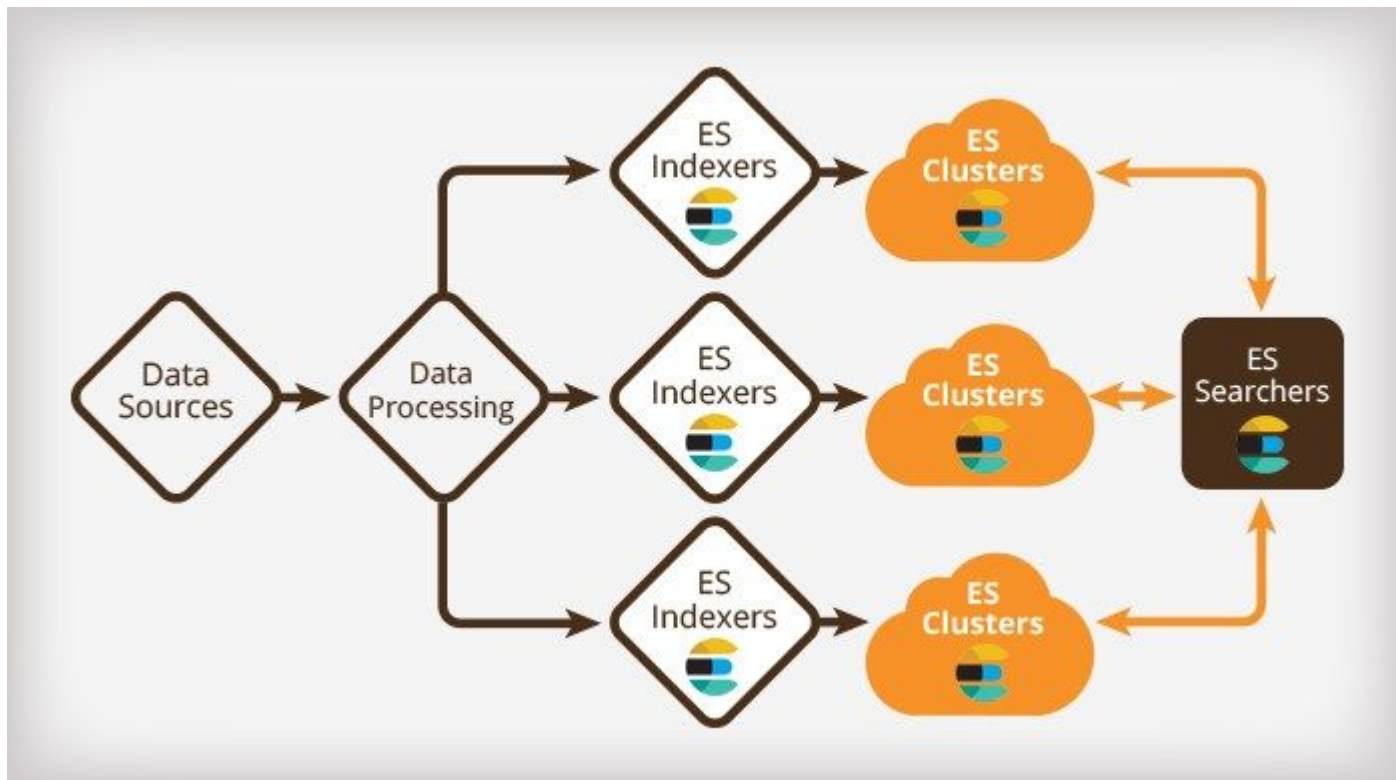 Data
Sources
Data
Processing
ES
Indexers
ES
Clusters
ES
Indexers
ES
Clusters
ES
Indexers
ES
Clusters
ES
Searchers